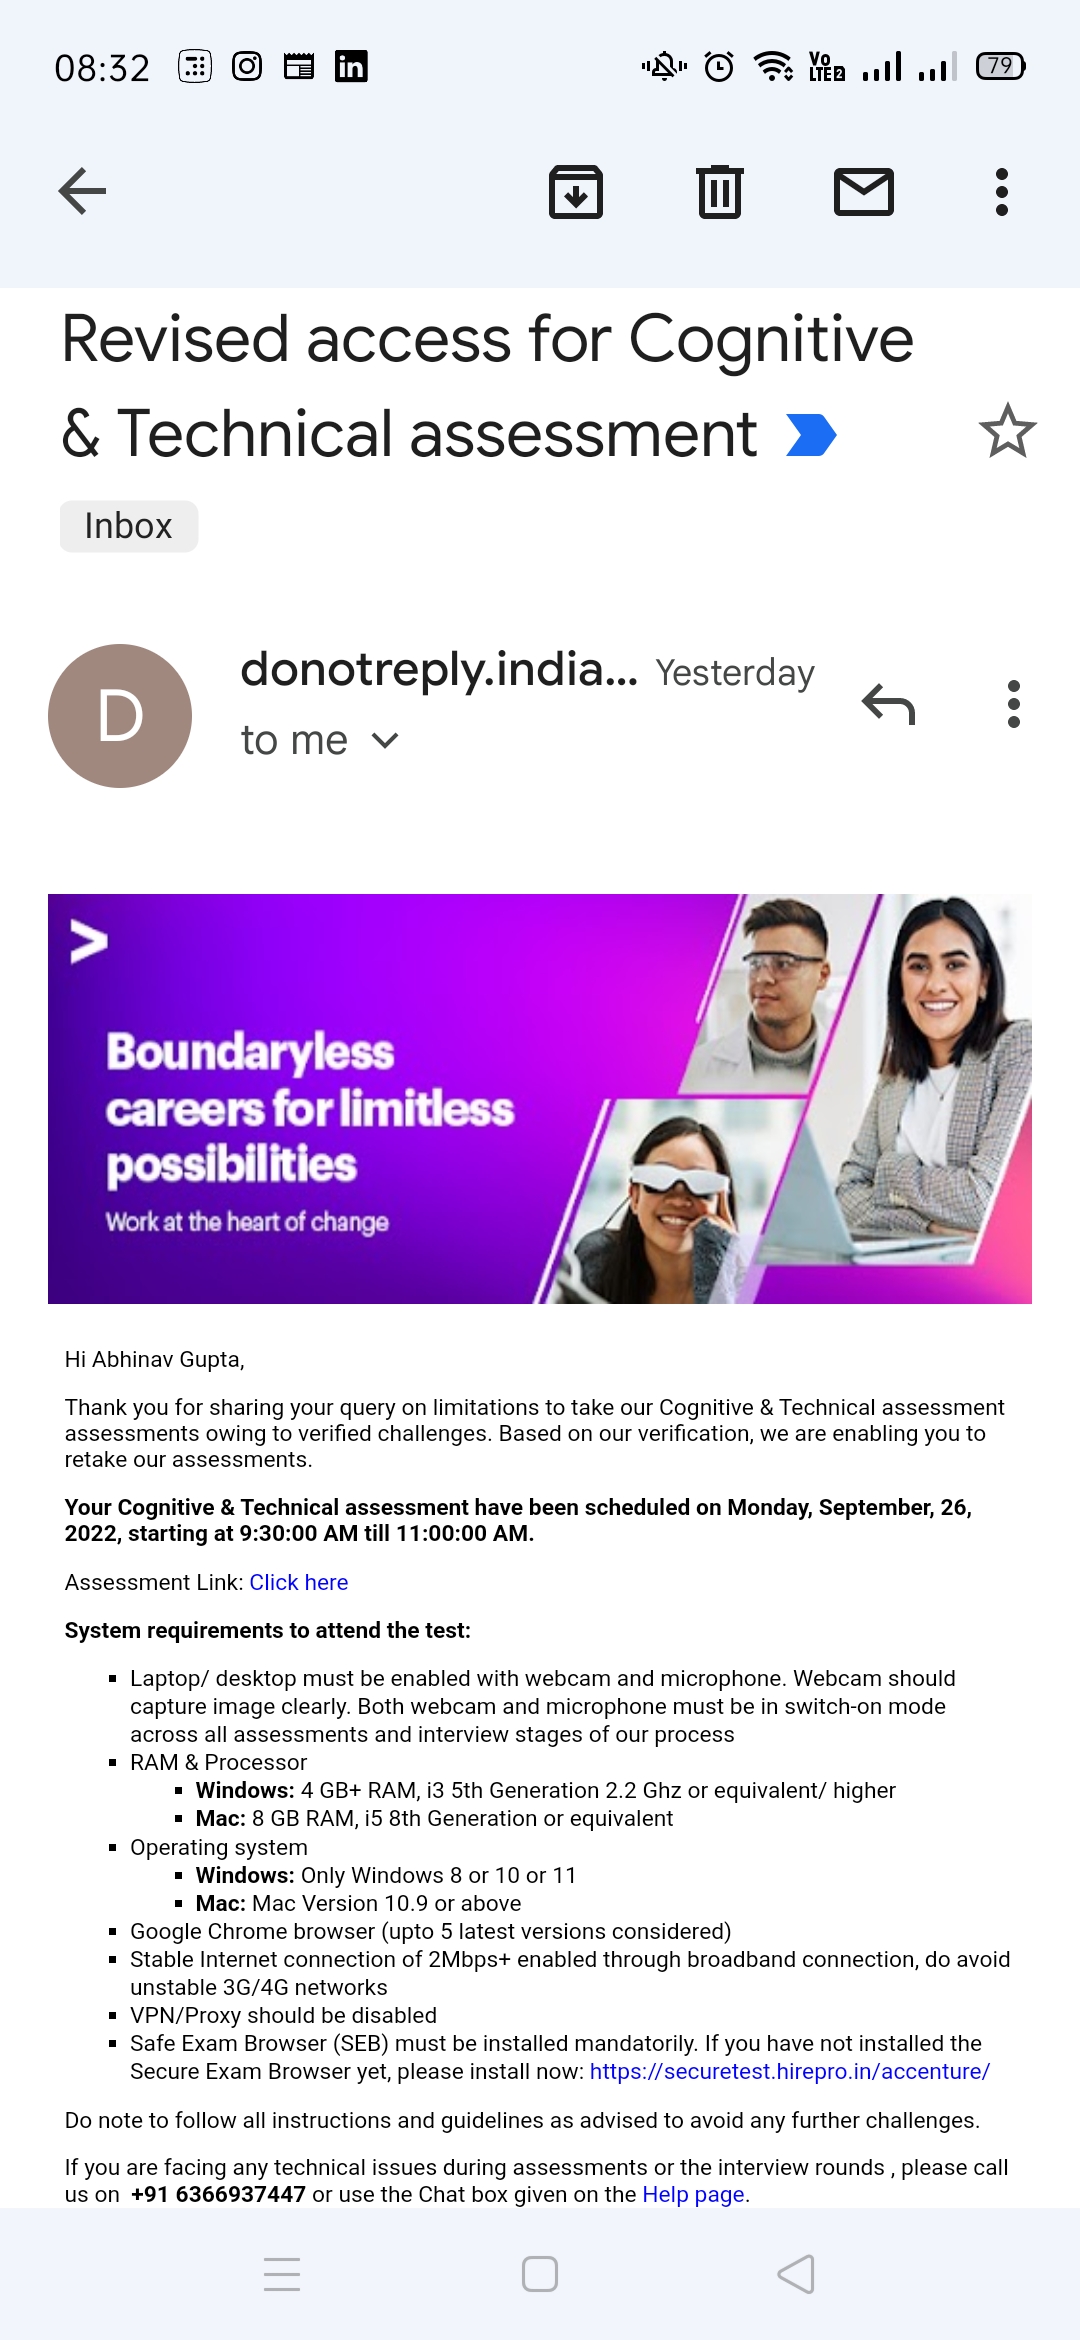 08:32
Vo
LTE 2
79
Revised access for Cognitive
& Technical assessment
Inbox
D
donotreply.india... Yesterday
to me
>
Boundaryless
careers for limitless
possibilities
Work at the heart of change
Hi Abhinav Gupta,
Thank you for sharing your query on limitations to take our Cognitive & Technical assessment
assessments owing to verified challenges. Based on our verification, we are enabling you to
retake our assessments.
Your Cognitive & Technical assessment have been scheduled on Monday, September, 26,
2022, starting at 9:30:00 AM till 11:00:00 AM.
Assessment Link: Click here
System requirements to attend the test:
▪ Laptop/ desktop must be enabled with webcam and microphone. Webcam should
capture image clearly. Both webcam and microphone must be in switch-on mode
across all assessments and interview stages of our process
▪ RAM & Processor
▪ Windows: 4 GB+ RAM, i3 5th Generation 2.2 Ghz or equivalent/ higher
▪ Mac: 8 GB RAM, i5 8th Generation or equivalent
▪ Operating system
▪ Windows: Only Windows 8 or 10 or 11
▪ Mac: Mac Version 10.9 or above
▪ Google Chrome browser (upto 5 latest versions considered)
▪ Stable Internet connection of 2Mbps+ enabled through broadband connection, do avoid
unstable 3G/4G networks
▪ VPN/Proxy should be disabled
▪ Safe Exam Browser (SEB) must be installed mandatorily. If you have not installed the
Secure Exam Browser yet, please install now: https://securetest.hirepro.in/accenture/
Do note to follow all instructions and guidelines as advised to avoid any further challenges.
If you are facing any technical issues during assessments or the interview rounds , please call
us on +91 6366937447 or use the Chat box given on the Help page.